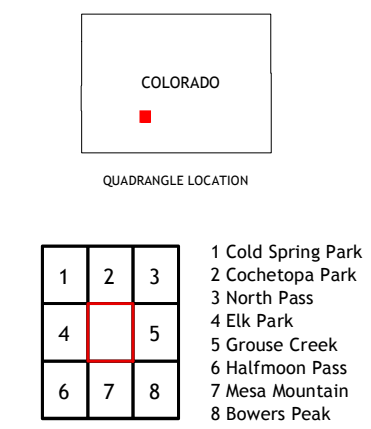 COLORADO
QUADRANGLE LOCATION
1 2 3
4 5
6 7 8
1 Cold Spring Park
2 Cochetopa Park
3 North Pass
4 Elk Park
5 Grouse Creek
6 Halfmoon Pass
7 Mesa Mountain
8 Bowers Peak